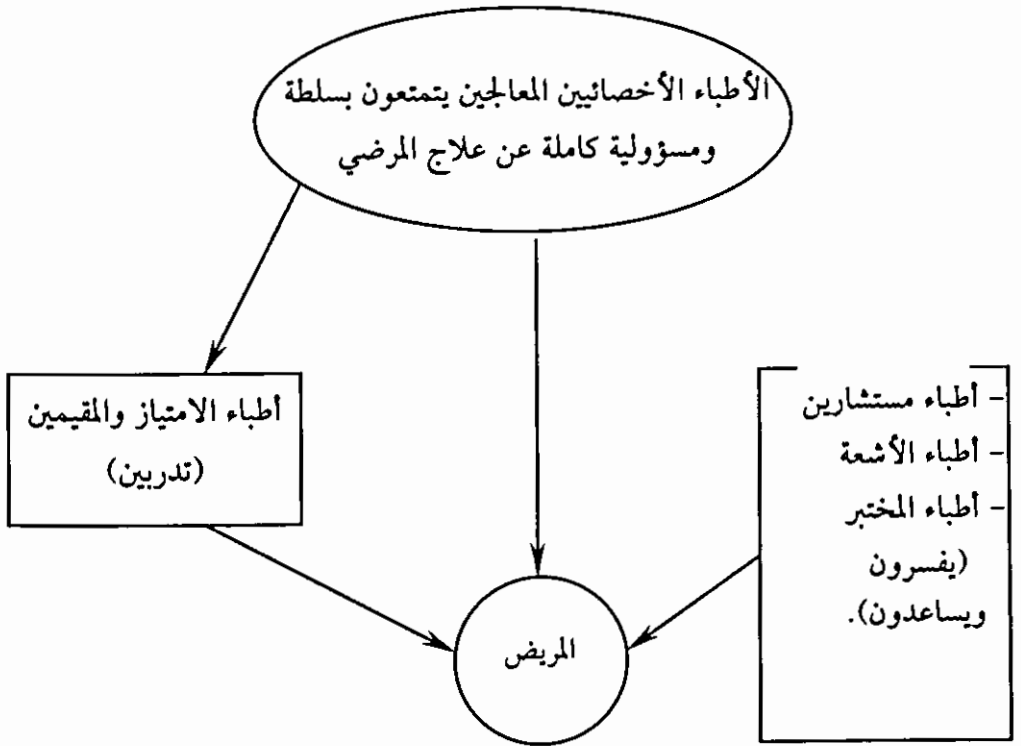 الأطباء الأخصائيين المعالجين يتمتعون بسلطة
ومسؤولية كاملة عن علاج المرضي
أطباء الامتياز والمقيمين
(تدربين)
- أطباء مستشارين
- أطباء الأشعة
- أطباء المختبر
(يفسرون
ويساعدون).
المريض